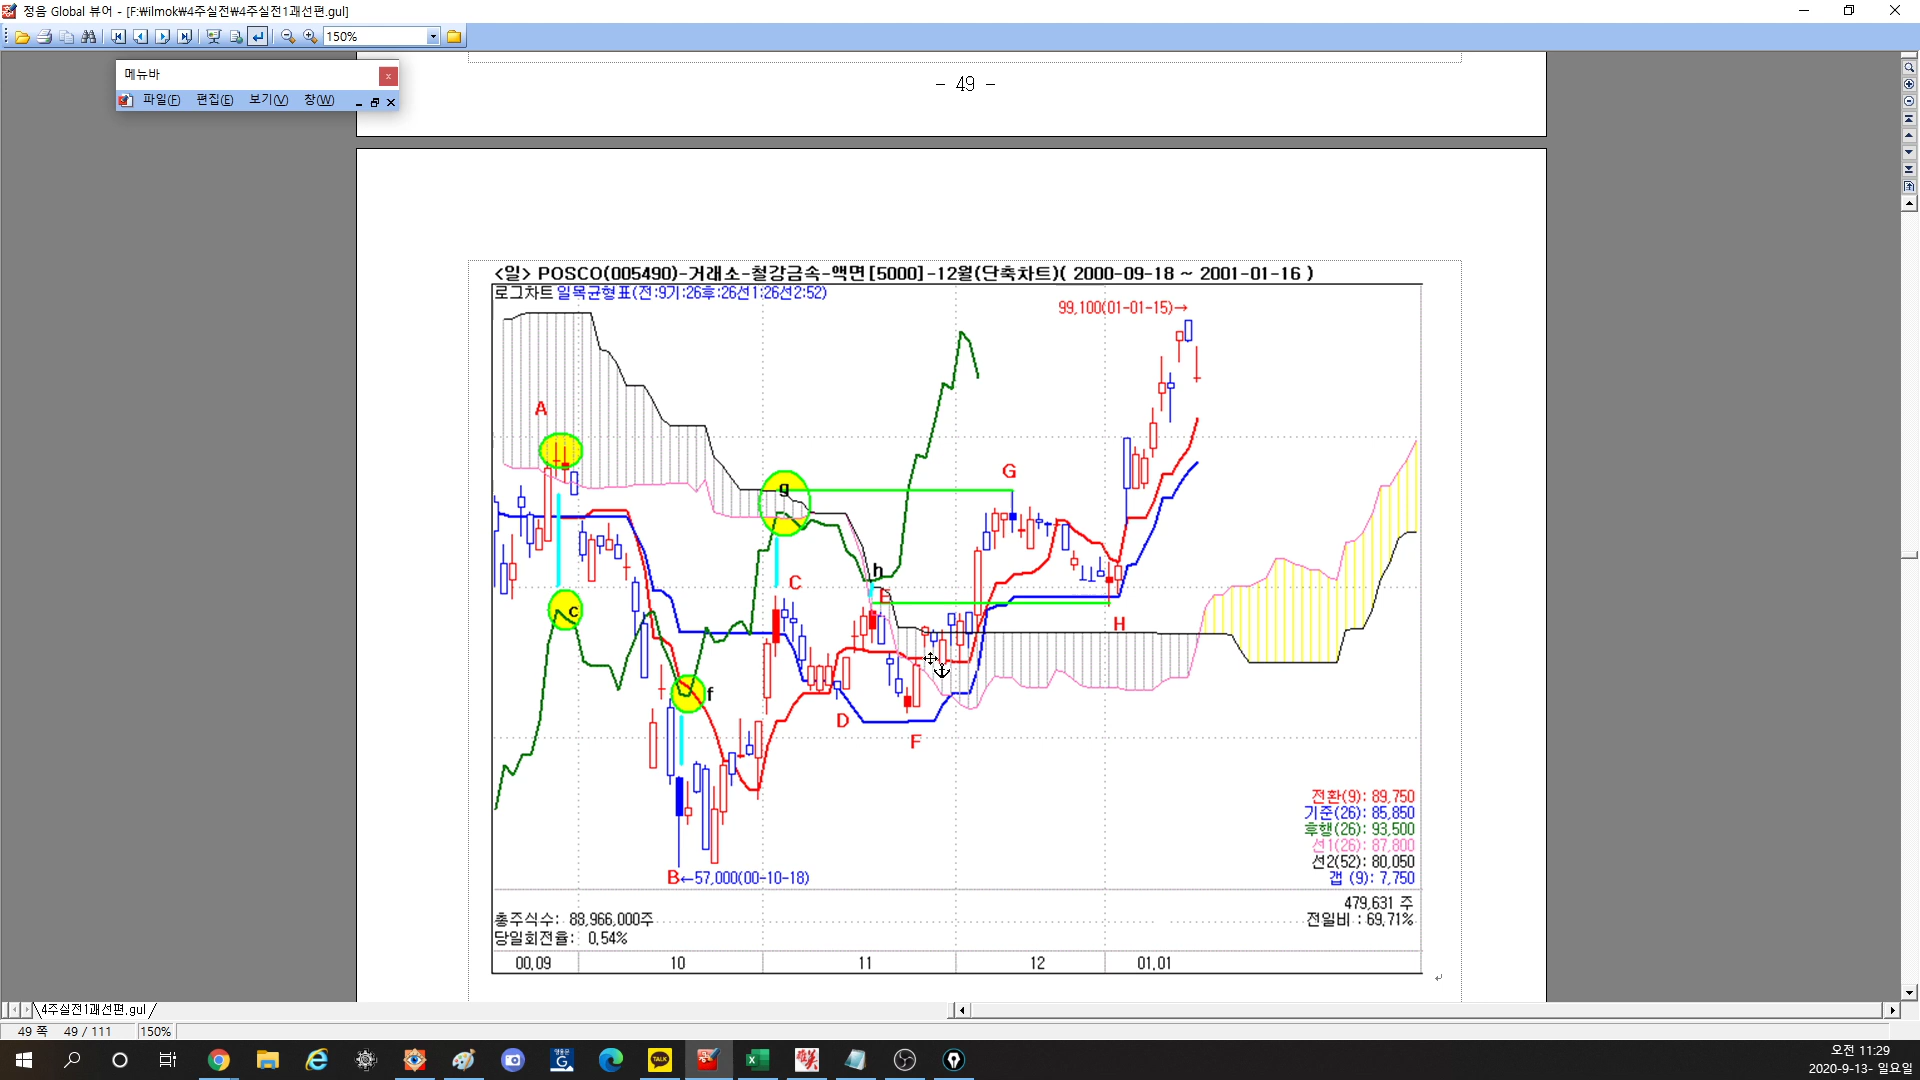 정음 Global 뷰어 - [F:\ilmok\4주실전\4주실전1괘선편.gul]
150%
메뉴바
파일(F) 편집(E) 보기(V) 창(W)
- 49 -
<일> POSCO(005490)-거래소-철강금속-액면[5000]-12월(단축차트)( 2000-09-18 ~ 2001-01-16 )
로그차트 일목균형표(전:9기:26후:26선1:26선2:52)
99,100(01-01-15)→
A
G
g
h
C
E
c
H
f
D
F
전환(9): 89,750
기준(26): 85,850
후행(26): 93,500
선1(26): 87,800
선2(52): 80,050
갭 (9): 7,750
B←57,000(00-10-18)
479,631 주
총주식수: 88,966,000주
전일비 : 69,71%
당일회전율: 0,54%
00,09 10 11 12 01,01
4주실전1괘선편.gul
49 쪽 49 / 111 150%
TALK
오전 11:29
2020-9-13- 일요일